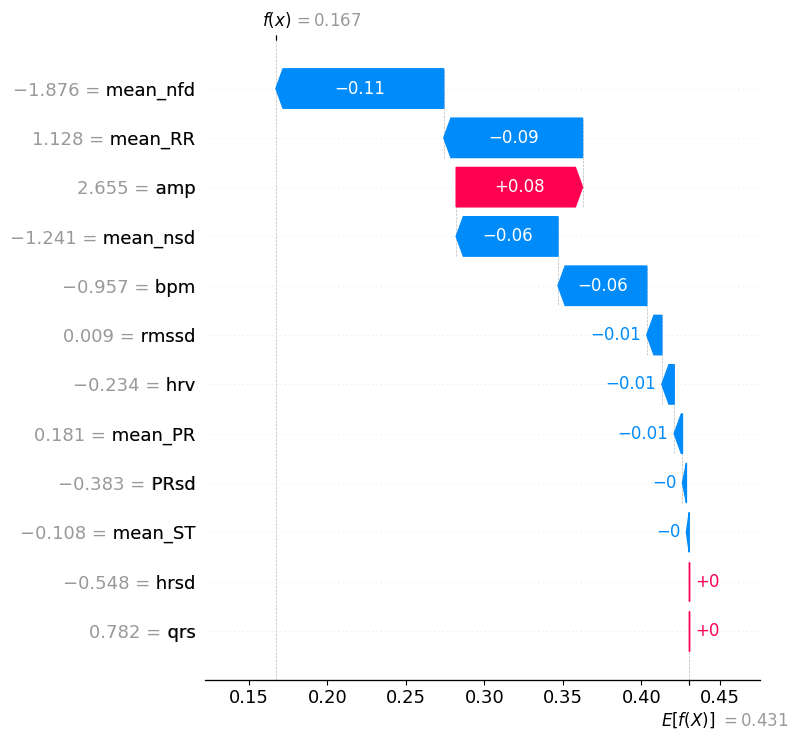 f(x) = 0.167
−1.876 = mean_nfd −0.11
1.128 = mean_RR −0.09
2.655 = amp +0.08
−1.241 = mean_nsd −0.06
−0.957 = bpm −0.06
0.009 = rmssd −0.01
−0.234 = hrv −0.01
0.181 = mean_PR −0.01
−0.383 = PRsd −0
−0.108 = mean_ST −0
−0.548 = hrsd +0
0.782 = qrs +0
0.15 0.20 0.25 0.30 0.35 0.40 0.45
E[f(X)] = 0.431